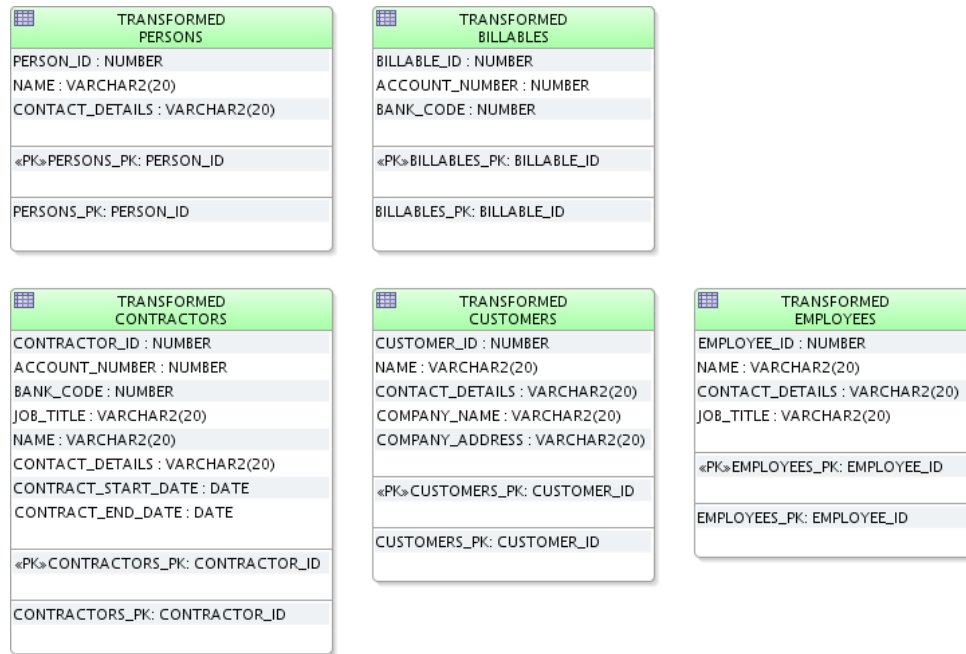 TRANSFORMED
PERSONS
PERSON_ID : NUMBER
NAME : VARCHAR2(20)
CONTACT_DETAILS : VARCHAR2(20)
«PK»PERSONS_PK: PERSON_ID
PERSONS_PK: PERSON_ID
TRANSFORMED
BILLABLES
BILLABLE_ID : NUMBER
ACCOUNT_NUMBER : NUMBER
BANK_CODE : NUMBER
«PK»BILLABLES_PK: BILLABLE_ID
BILLABLES_PK: BILLABLE_ID
TRANSFORMED
CONTRACTORS
CONTRACTOR_ID : NUMBER
ACCOUNT_NUMBER : NUMBER
BANK_CODE : NUMBER
JOB_TITLE : VARCHAR2(20)
NAME : VARCHAR2(20)
CONTACT_DETAILS : VARCHAR2(20)
CONTRACT_START_DATE : DATE
CONTRACT_END_DATE : DATE
«PK»CONTRACTORS_PK: CONTRACTOR_ID
CONTRACTORS_PK: CONTRACTOR_ID
TRANSFORMED
CUSTOMERS
CUSTOMER_ID : NUMBER
NAME : VARCHAR2(20)
CONTACT_DETAILS : VARCHAR2(20)
COMPANY_NAME : VARCHAR2(20)
COMPANY_ADDRESS : VARCHAR2(20)
«PK»CUSTOMERS_PK: CUSTOMER_ID
CUSTOMERS_PK: CUSTOMER_ID
TRANSFORMED
EMPLOYEES
EMPLOYEE_ID : NUMBER
NAME : VARCHAR2(20)
CONTACT_DETAILS : VARCHAR2(20)
JOB_TITLE : VARCHAR2(20)
«PK»EMPLOYEES_PK: EMPLOYEE_ID
EMPLOYEES_PK: EMPLOYEE_ID